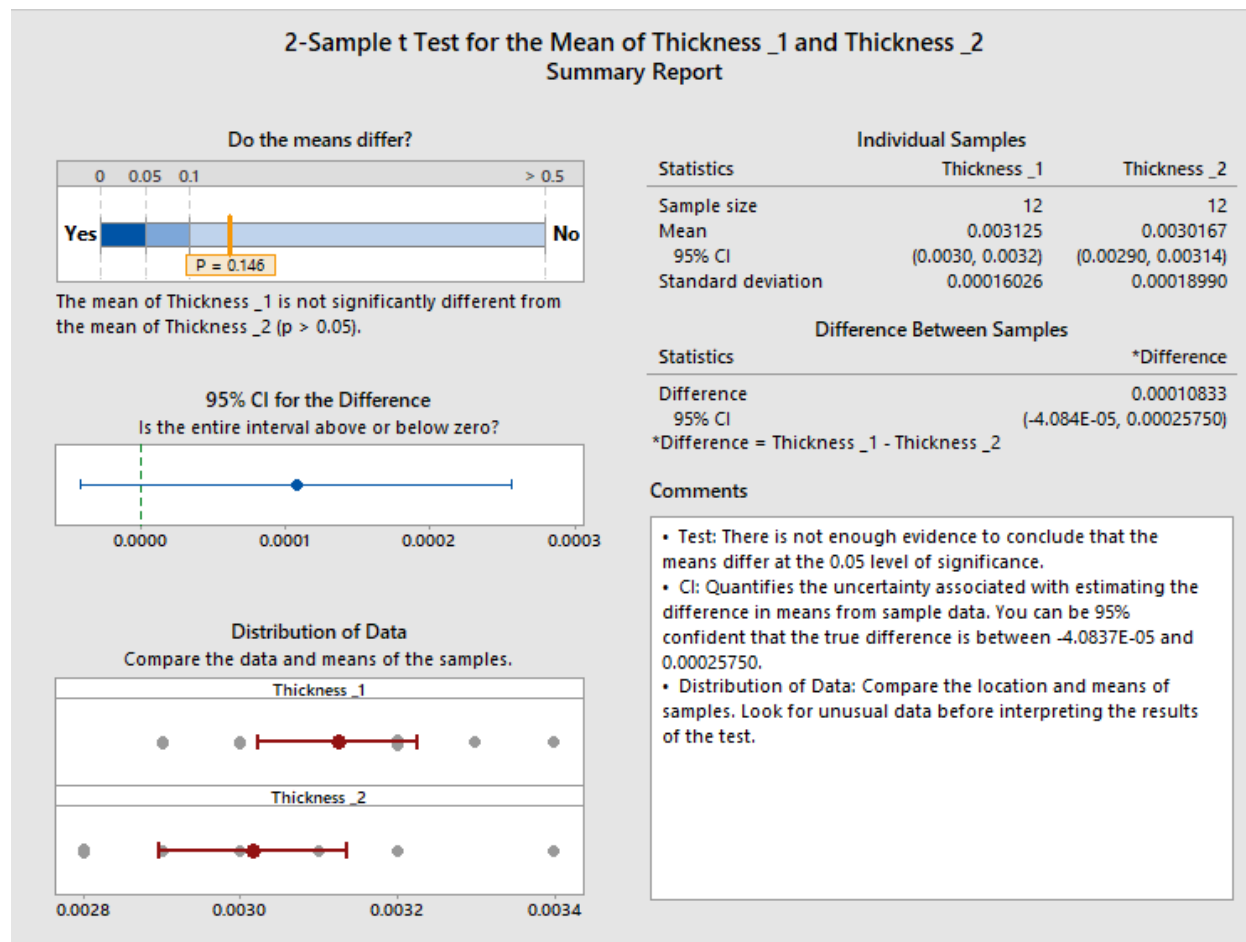 2-Sample t Test for the Mean of Thickness _1 and Thickness _2
Summary Report
Do the means differ?
0 0.05 0.1 > 0.5
Yes No
P = 0.146
The mean of Thickness _1 is not significantly different from
the mean of Thickness _2 (p > 0.05).
95% CI for the Difference
Is the entire interval above or below zero?
0.0000 0.0001 0.0002 0.0003
Distribution of Data
Compare the data and means of the samples.
Thickness _1
Thickness _2
0.0028 0.0030 0.0032 0.0034
Individual Samples
Statistics Thickness _1 Thickness _2
Sample size 12 12
Mean 0.003125 0.0030167
95% CI (0.0030, 0.0032) (0.00290, 0.00314)
Standard deviation 0.00016026 0.00018990
Difference Between Samples
Statistics *Difference
Difference 0.00010833
95% CI (-4.084E-05, 0.00025750)
*Difference = Thickness _1 - Thickness _2
Comments
• Test: There is not enough evidence to conclude that the
means differ at the 0.05 level of significance.
• CI: Quantifies the uncertainty associated with estimating the
difference in means from sample data. You can be 95%
confident that the true difference is between -4.0837E-05 and
0.00025750.
• Distribution of Data: Compare the location and means of
samples. Look for unusual data before interpreting the results
of the test.